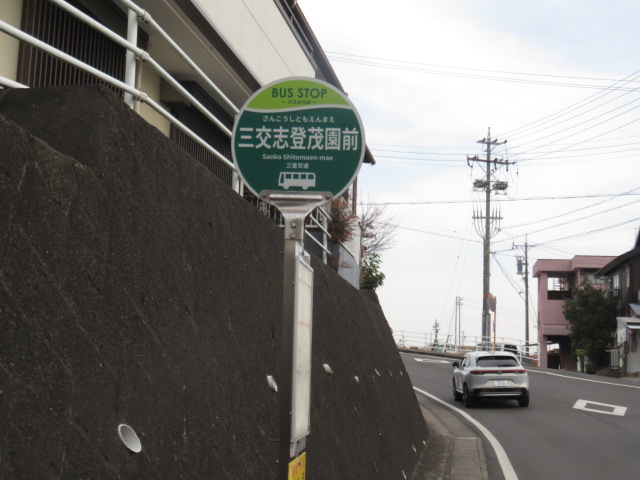 BUS STOP
さんこうしともえんまえ
三交志登茂園前
Sanko Shitomoen-mae
三重交通